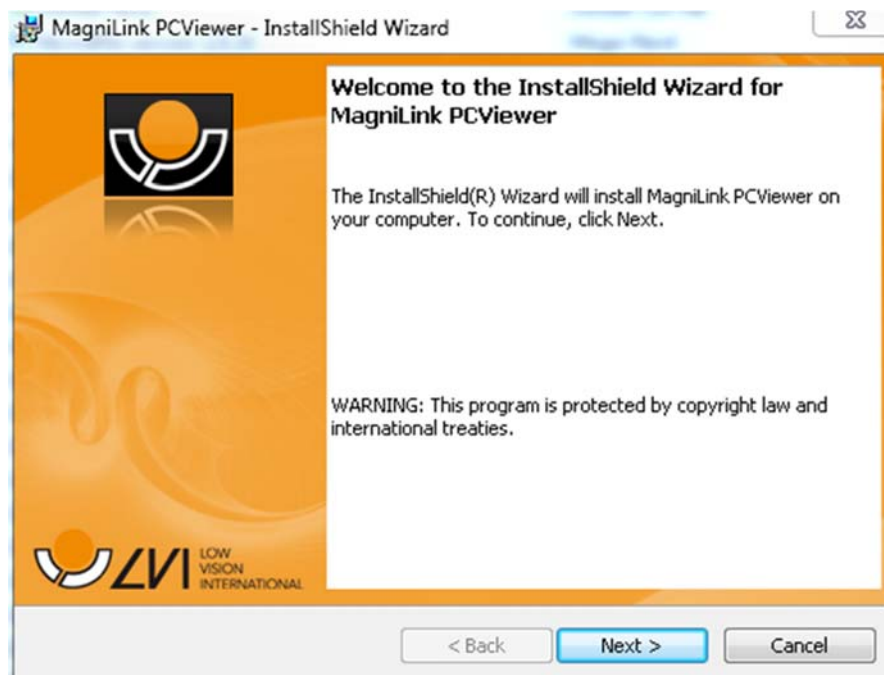 MagniLink PCViewer - InstallShield Wizard
Welcome to the InstallShield Wizard for
MagniLink PCViewer
The InstallShield(R) Wizard will install MagniLink PCViewer on
your computer. To continue, click Next.
WARNING: This program is protected by copyright law and
international treaties.
LVI LOW
VISION
INTERNATIONAL
< Back Next > Cancel